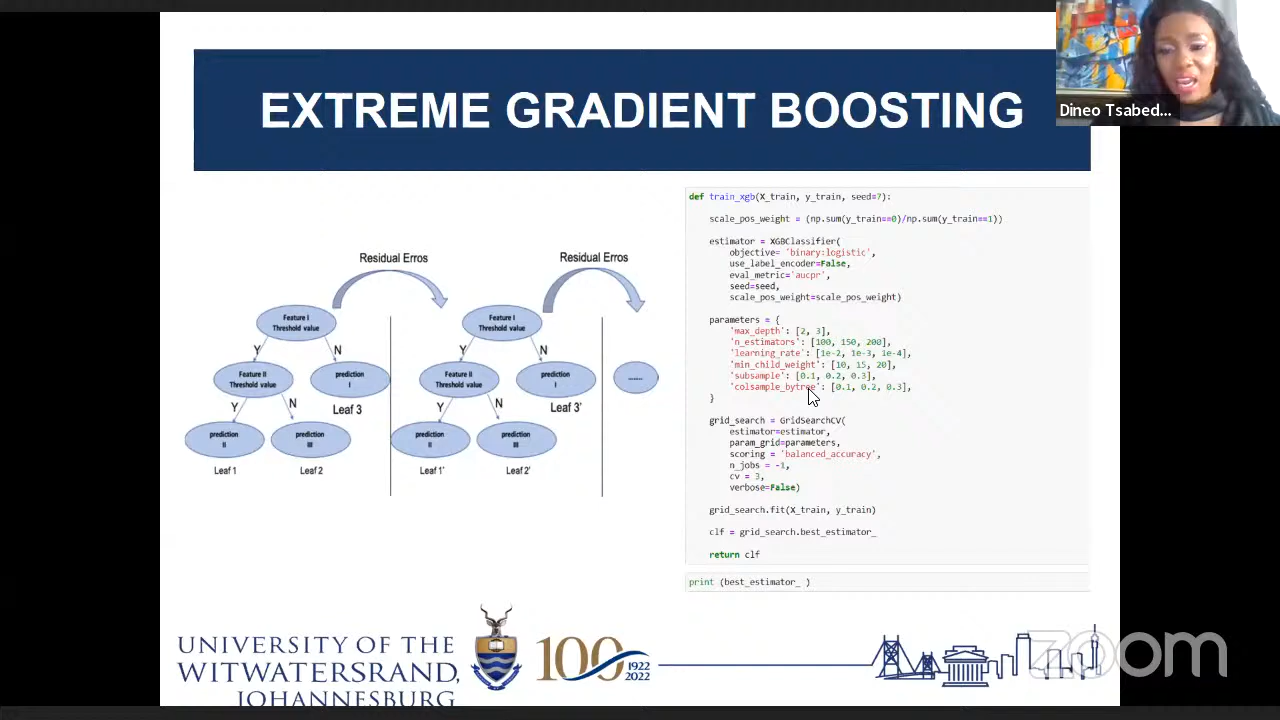 EXTREME GRADIENT BOOSTING
Dineo Tsabed...
Residual Erros
Residual Erros
Feature I
Threshold value
Y
N
Feature II
Threshold value
prediction
I
Y
N
Leaf 3
prediction
II
prediction
III
Leaf 1
Leaf 2
Feature I
Threshold value
Y
N
Feature II
Threshold value
prediction
I
Y
N
Leaf 3'
prediction
II
prediction
III
Leaf 1'
Leaf 2'
def train_xgb(X_train, y_train, seed=7):
scale_pos_weight = (np.sum(y_train==0)/np.sum(y_train==1))
estimator = XGBClassifier(
objective= 'binary:logistic',
use_label_encoder=False,
eval_metric='aucpr',
seed=seed,
scale_pos_weight=scale_pos_weight)
parameters = {
'max_depth': [2, 3],
'n_estimators': [100, 150, 200],
'learning_rate': [1e-2, 1e-3, 1e-4],
'min_child_weight': [10, 15, 20],
'subsample': [0.1, 0.2, 0.3],
'colsample_bytree': [0.1, 0.2, 0.3],
}
grid_search = GridSearchCV(
estimator=estimator,
param_grid=parameters,
scoring = 'balanced_accuracy',
n_jobs = -1,
cv = 3,
verbose=False)
grid_search.fit(X_train, y_train)
clf = grid_search.best_estimator_
return clf
print (best_estimator_ )
UNIVERSITY OF THE
WITWATERSRAND,
JOHANNESBURG
100
1922
2022
zoom